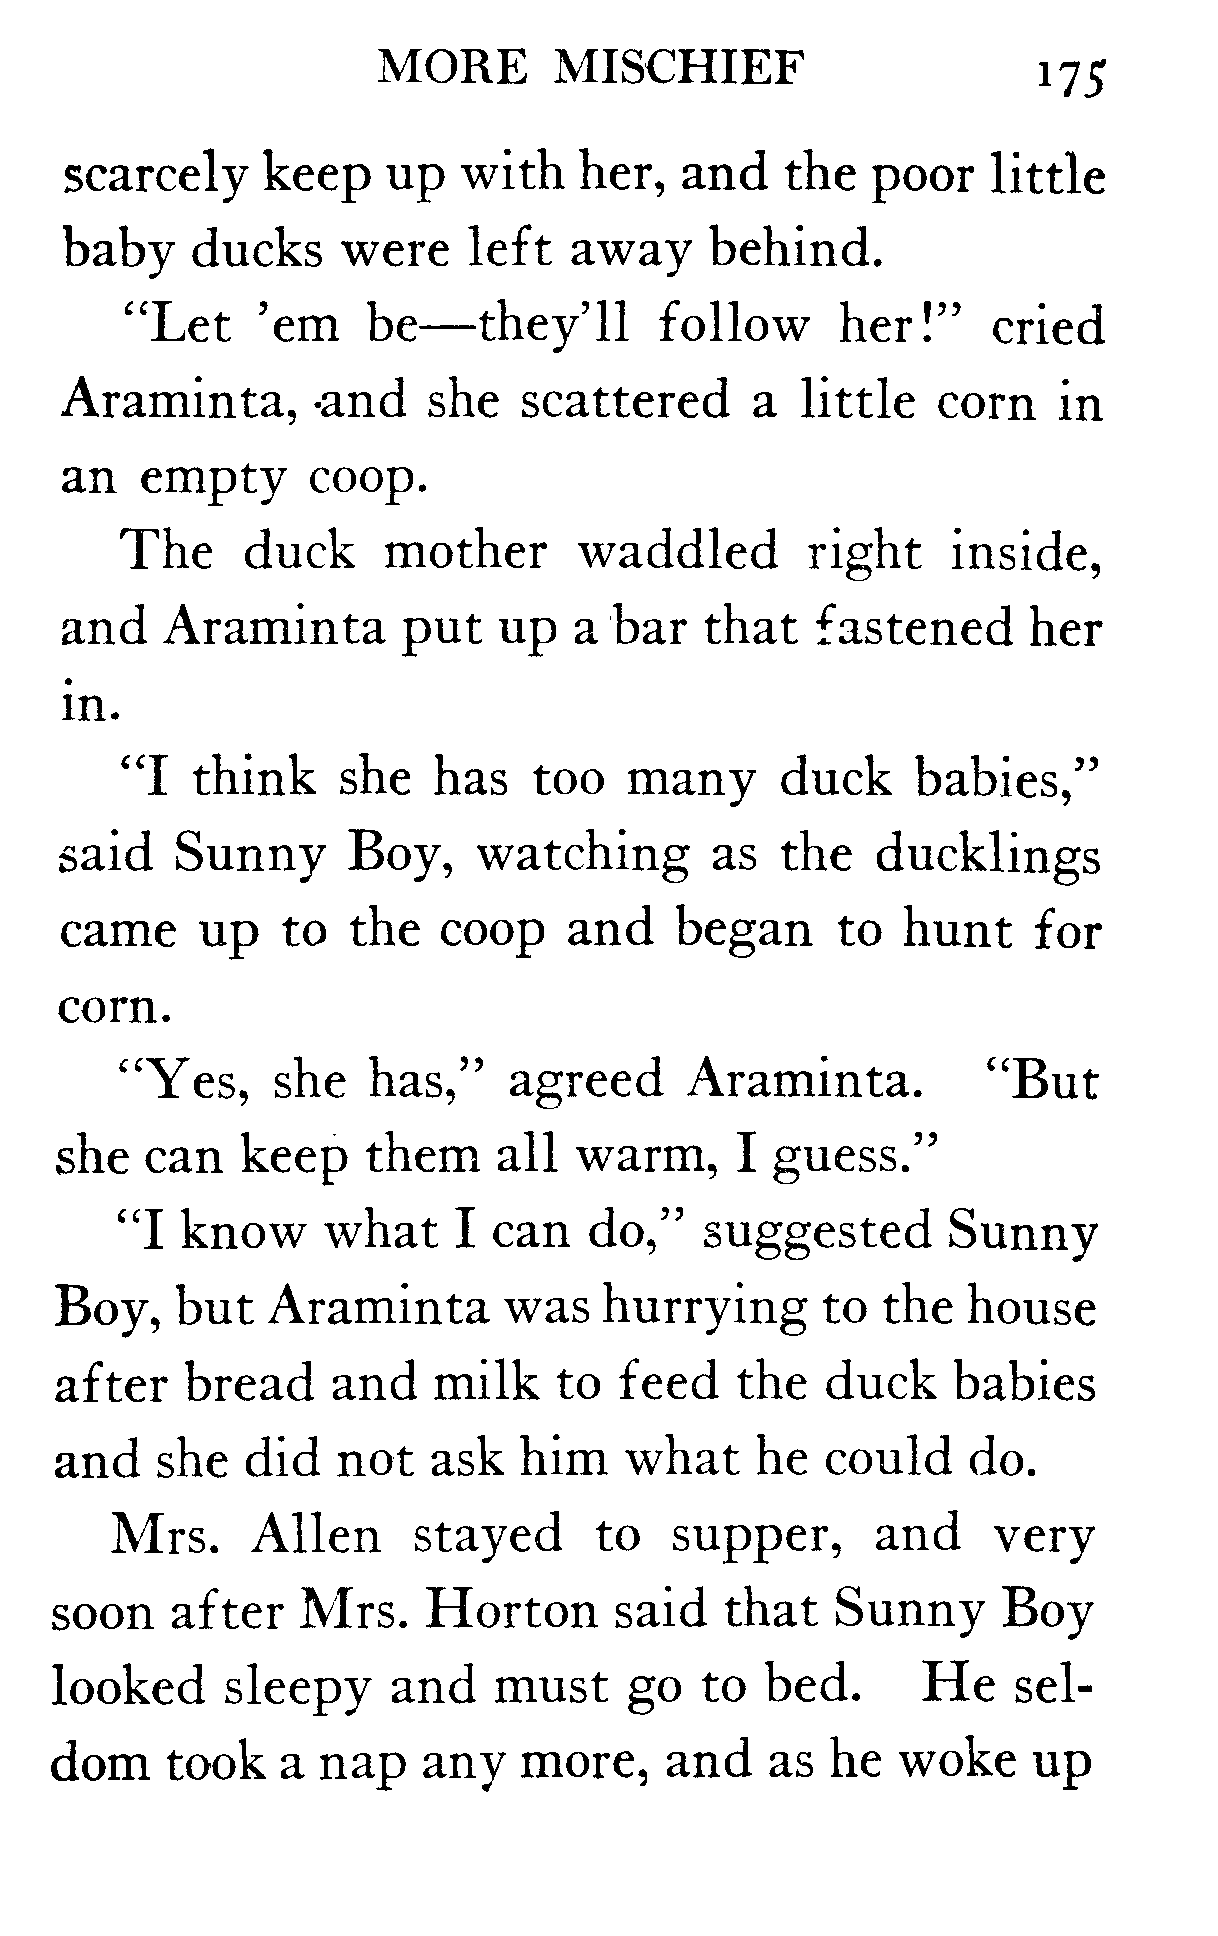 MORE MISCHIEF 175
scarcely keep up with her, and the poor little
baby ducks were left away behind.
“Let ’em be—they’ll follow her!” cried
Araminta, and she scattered a little corn in
an empty coop.
The duck mother waddled right inside,
and Araminta put up a bar that fastened her
in.
“I think she has too many duck babies,”
said Sunny Boy, watching as the ducklings
came up to the coop and began to hunt for
corn.
“Yes, she has,” agreed Araminta. “But
she can keep them all warm, I guess.”
“I know what I can do,” suggested Sunny
Boy, but Araminta was hurrying to the house
after bread and milk to feed the duck babies
and she did not ask him what he could do.
Mrs. Allen stayed to supper, and very
soon after Mrs. Horton said that Sunny Boy
looked sleepy and must go to bed. He sel-
dom took a nap any more, and as he woke up